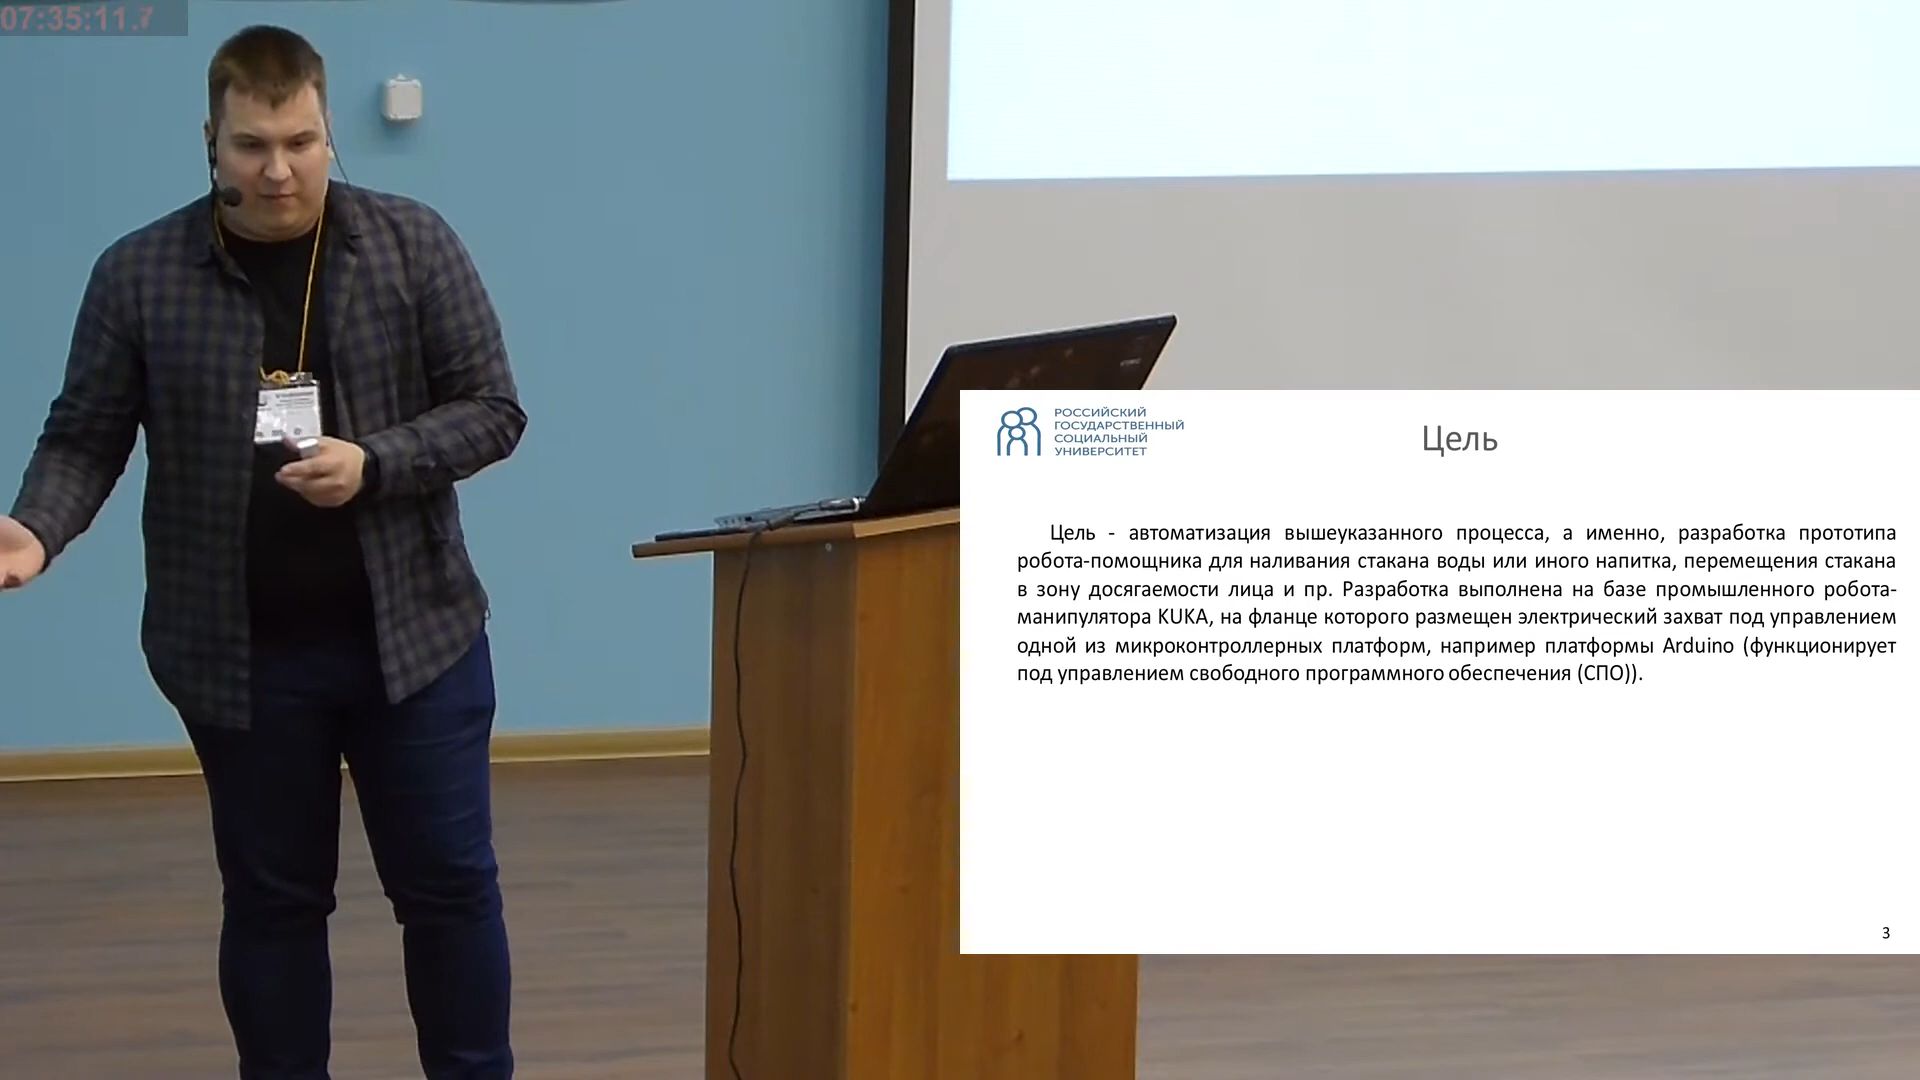 07:35:11.7
РОССИЙСКИЙ
ГОСУДАРСТВЕННЫЙ
СОЦИАЛЬНЫЙ
УНИВЕРСИТЕТ
Цель
Цель - автоматизация вышеуказанного процесса, а именно, разработка прототипа
робота-помощника для наливания стакана воды или иного напитка, перемещения стакана
в зону досягаемости лица и пр. Разработка выполнена на базе промышленного робота-
манипулятора KUKA, на фланце которого размещен электрический захват под управлением
одной из микроконтроллерных платформ, например платформы Arduino (функционирует
под управлением свободного программного обеспечения (СПО)).
3